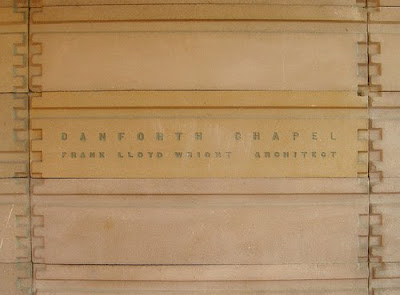 DANFORTH CHAPEL
FRANK LLOYD WRIGHT ARCHITECT